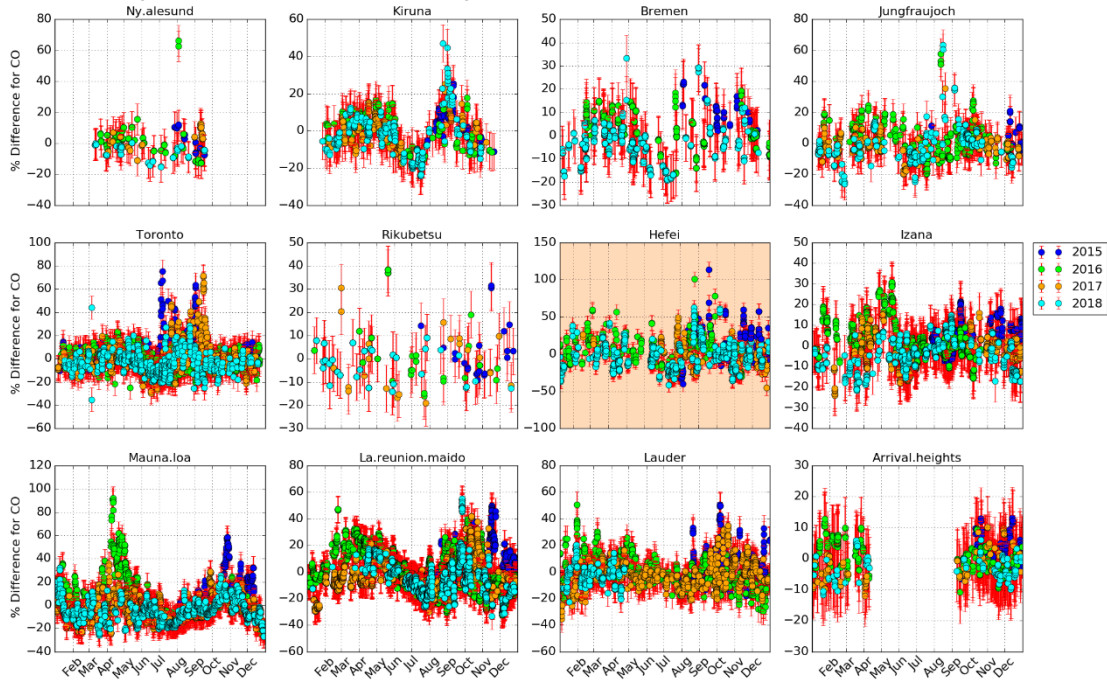 Ny.alesund Kiruna Bremen Jungfraujoch
% Difference for CO
80 60 40 20 0 −20 −40
60 40 20 0 −20 −40
50 40 30 20 10 0 −10 −20 −30
80 60 40 20 0 −20 −40
Toronto Rikubetsu Hefei Izana
% Difference for CO
100 80 60 40 20 0 −20 −40 −60
50 40 30 20 10 0 −10 −20 −30
150 100 50 0 −50 −100
50 40 30 20 10 0 −10 −20 −30 −40
2015
2016
2017
2018
Mauna.loa La.reunion.maido Lauder Arrival.heights
% Difference for CO
120 100 80 60 40 20 0 −20 −40
80 60 40 20 0 −20 −40 −60
80 60 40 20 0 −20 −40 −60
30 20 10 0 −10 −20 −30
Feb Mar Apr May Jun Jul Aug Sep Oct Nov Dec
Feb Mar Apr May Jun Jul Aug Sep Oct Nov Dec
Feb Mar Apr May Jun Jul Aug Sep Oct Nov Dec
Feb Mar Apr May Jun Jul Aug Sep Oct Nov Dec